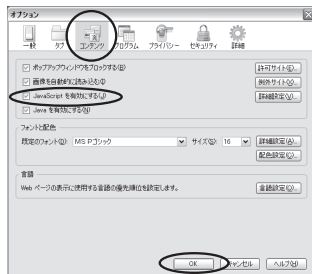 オプション
一般 タブ コンテンツ プログラム プライバシー セキュリティ 詳細
ポップアップウィンドウをブロックする(B) 許可サイト(E)...
画像を自動的に読み込む(I) 例外サイト(X)...
JavaScript を有効にする(J) 詳細設定(V)...
Java を有効にする(N)
フォントと配色
既定のフォント(D): MS Pゴシック サイズ(S): 16 詳細設定(A)...
配色設定(C)...
言語
Web ページの表示に使用する言語の優先順位を設定します。 言語設定(O)...
OK キャンセル ヘルプ(H)